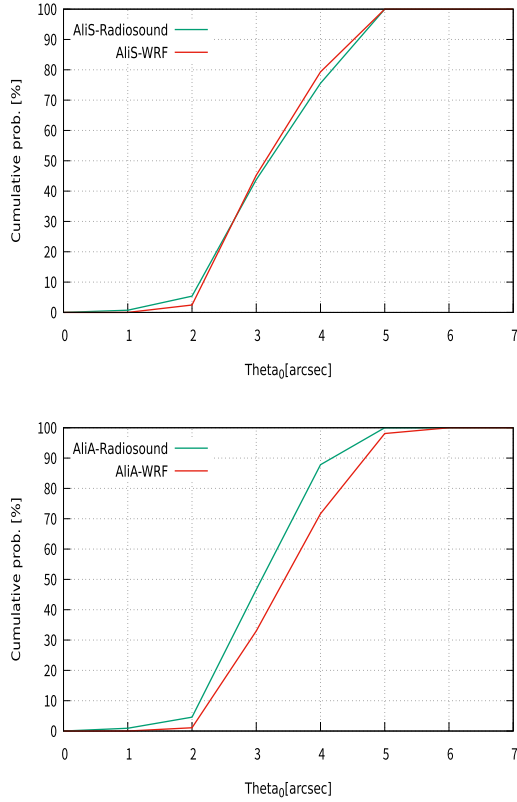 100
90
80
70
60
50
40
30
20
10
0
Cumulative prob. [%]
AliS-Radiosound
AliS-WRF
0 1 2 3 4 5 6 7
Theta0[arcsec]
100
90
80
70
60
50
40
30
20
10
0
Cumulative prob. [%]
AliA-Radiosound
AliA-WRF
0 1 2 3 4 5 6 7
Theta0[arcsec]